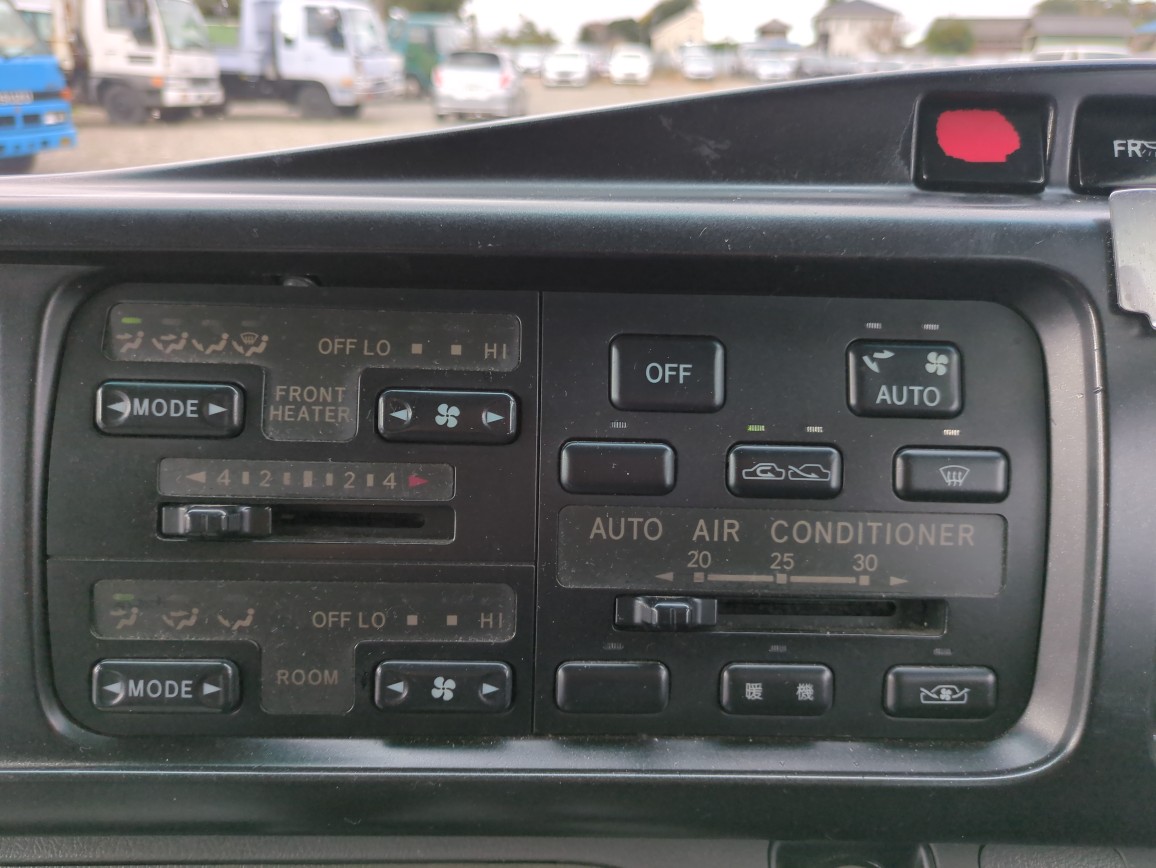 FR
OFF LO HI
MODE
FRONT
HEATER
4 2 2 4
OFF
AUTO
AUTO AIR CONDITIONER
20 25 30
OFF LO HI
MODE
ROOM
暖 機